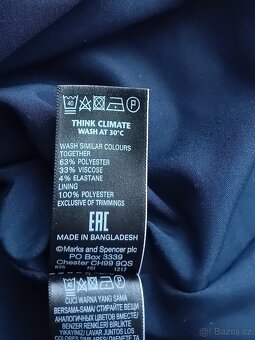 40
P
THINK CLIMATE
WASH AT 30°C
WASH SIMILAR COLOURS
TOGETHER
63% POLYESTER
33% VISCOSE
4% ELASTANE
LINING
100% POLYESTER
EXCLUSIVE OF TRIMMINGS
EAC
MADE IN BANGLADESH
©Marks and Spencer plc
PO Box 3339
Chester CH99 9QS
1217
P
CUCI WARNA YANG SAMA
BERSAMA-SAMA/